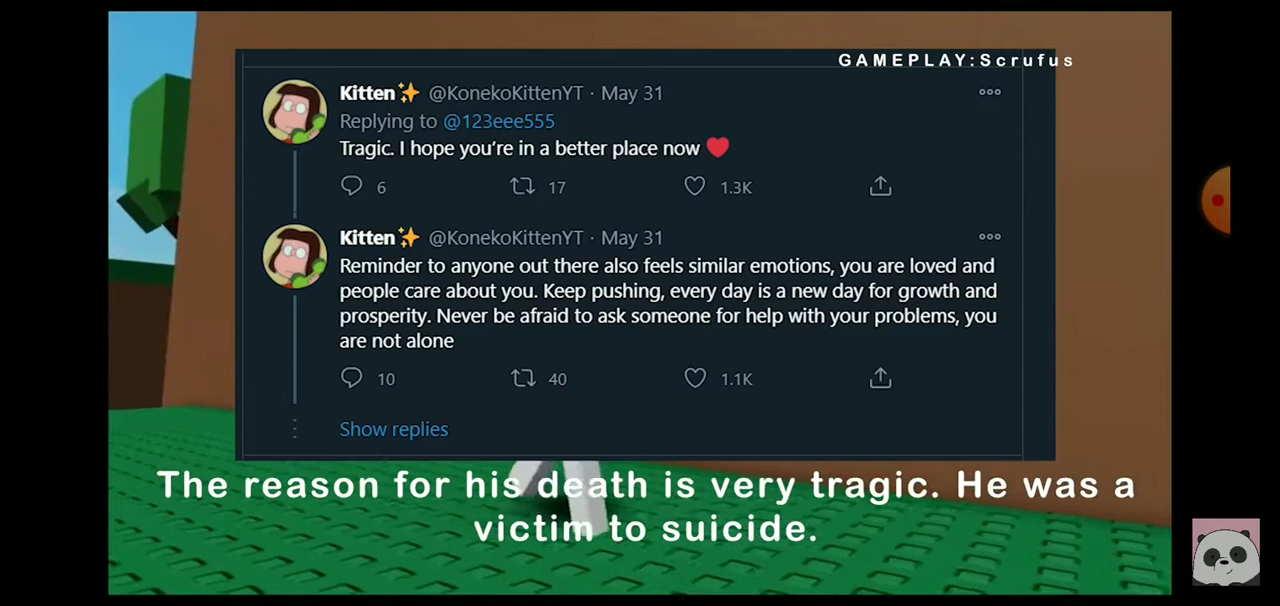 GAMEPLAY:Scrufus
Kitten✨ @KonekoKittenYT · May 31
Replying to @123eee555
Tragic. I hope you're in a better place now ❤️
6 17 1.3K
Kitten✨ @KonekoKittenYT · May 31
Reminder to anyone out there also feels similar emotions, you are loved and
people care about you. Keep pushing, every day is a new day for growth and
prosperity. Never be afraid to ask someone for help with your problems, you
are not alone
10 40 1.1K
Show replies
The reason for his death is very tragic. He was a
victim to suicide.